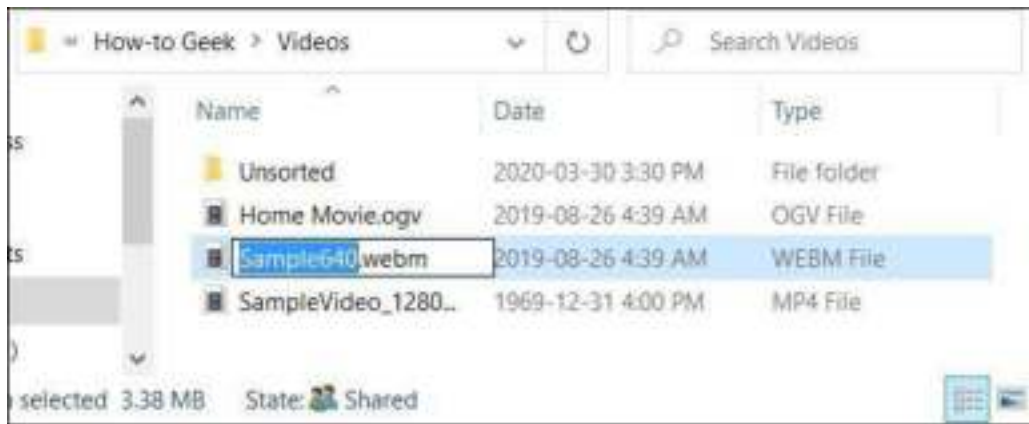 « How-to Geek > Videos Search Videos
Name Date Type
ss
Unsorted 2020-03-30 3:30 PM File folder
Home Movie.ogv 2019-08-26 4:39 AM OGV File
ts
Sample640.webm 2019-08-26 4:39 AM WEBM File
SampleVideo_1280... 1969-12-31 4:00 PM MP4 File
)
selected 3.38 MB State: Shared